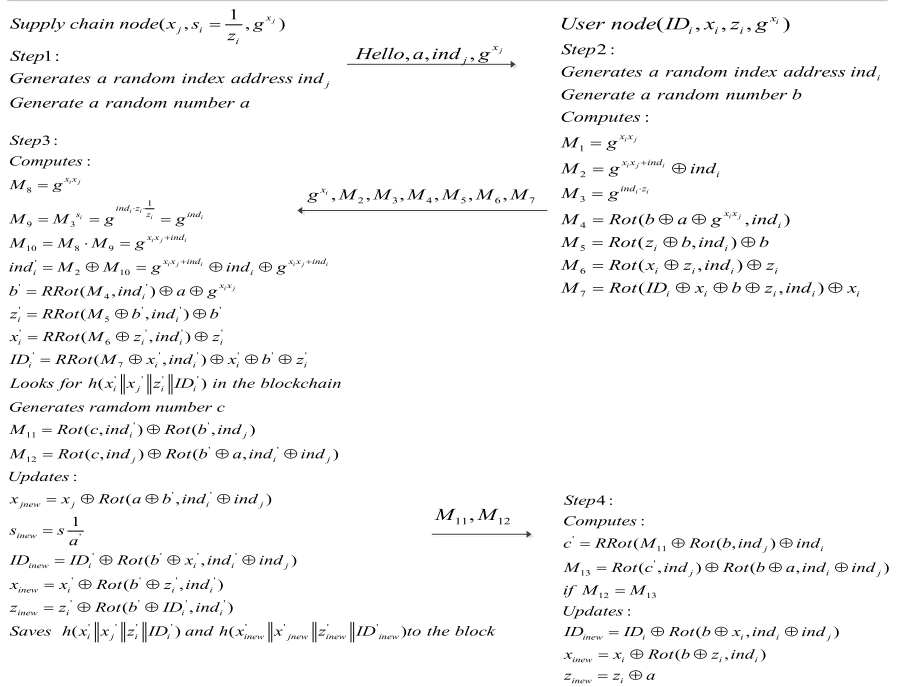 Supply chain node(x_j, s_i = 1/z_i, g^{x_j})
Step1:
Generates a random index address ind_j
Generate a random number a
Hello, a, ind_j, g^{x_j}
User node(ID_i, x_i, z_i, g^{x_i})
Step2:
Generates a random index address ind_i
Generate a random number b
Computes:
M_1 = g^{x_i x_j}
M_2 = g^{x_i x_j + ind_i} ⊕ ind_i
M_3 = g^{ind_i·z_i}
M_4 = Rot(b ⊕ a ⊕ g^{x_i x_j}, ind_i)
M_5 = Rot(z_i ⊕ b, ind_i) ⊕ b
M_6 = Rot(x_i ⊕ z_i, ind_i) ⊕ z_i
M_7 = Rot(ID_i ⊕ x_i ⊕ b ⊕ z_i, ind_i) ⊕ x_i
g^{x_i}, M_2, M_3, M_4, M_5, M_6, M_7
Step3:
Computes:
M_8 = g^{x_i x_j}
M_9 = M_3^{s_i} = g^{ind_i·z_i·1/z_i} = g^{ind_i}
M_10 = M_8 · M_9 = g^{x_i x_j + ind_i}
ind_i' = M_2 ⊕ M_10 = g^{x_i x_j + ind_i} ⊕ ind_i ⊕ g^{x_i x_j + ind_i}
b' = RRot(M_4, ind_i') ⊕ a ⊕ g^{x_i x_j}
z_i' = RRot(M_5 ⊕ b', ind_i') ⊕ b'
x_i' = RRot(M_6 ⊕ z_i', ind_i') ⊕ z_i'
ID_i' = RRot(M_7 ⊕ x_i', ind_i') ⊕ x_i' ⊕ b' ⊕ z_i'
Looks for h(x_i'‖x_j'‖z_i'‖ID_i') in the blockchain
Generates ramdom number c
M_11 = Rot(c, ind_i') ⊕ Rot(b', ind_j)
M_12 = Rot(c, ind_j) ⊕ Rot(b' ⊕ a, ind_i' ⊕ ind_j)
Updates:
x_jnew = x_j ⊕ Rot(a ⊕ b', ind_i' ⊕ ind_j)
s_inew = s 1/a'
ID_inew = ID_i' ⊕ Rot(b' ⊕ x_i', ind_i' ⊕ ind_j)
x_inew = x_i' ⊕ Rot(b' ⊕ z_i', ind_i')
z_inew = z_i' ⊕ Rot(b' ⊕ ID_i', ind_i')
Saves h(x_i'‖x_j'‖z_i'‖ID_i') and h(x'_inew‖x'_jnew‖z'_inew‖ID'_inew)to the block
M_11, M_12
Step4:
Computes:
c' = RRot(M_11 ⊕ Rot(b, ind_j) ⊕ ind_i
M_13 = Rot(c', ind_j) ⊕ Rot(b ⊕ a, ind_i ⊕ ind_j)
if M_12 = M_13
Updates:
ID_inew = ID_i ⊕ Rot(b ⊕ x_i, ind_i ⊕ ind_j)
x_inew = x_i ⊕ Rot(b ⊕ z_i, ind_i)
z_inew = z_i ⊕ a